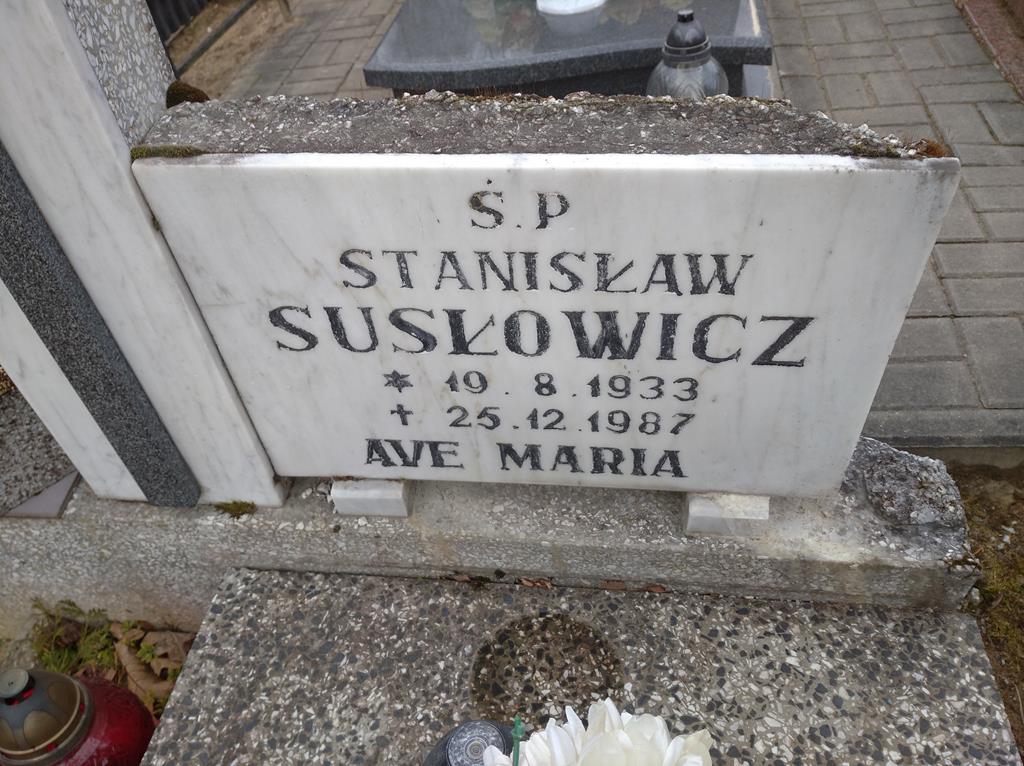 Ś.P
STANISŁAW
SUSŁOWICZ
* 19.8.1933
✝ 25.12.1987
AVE MARIA